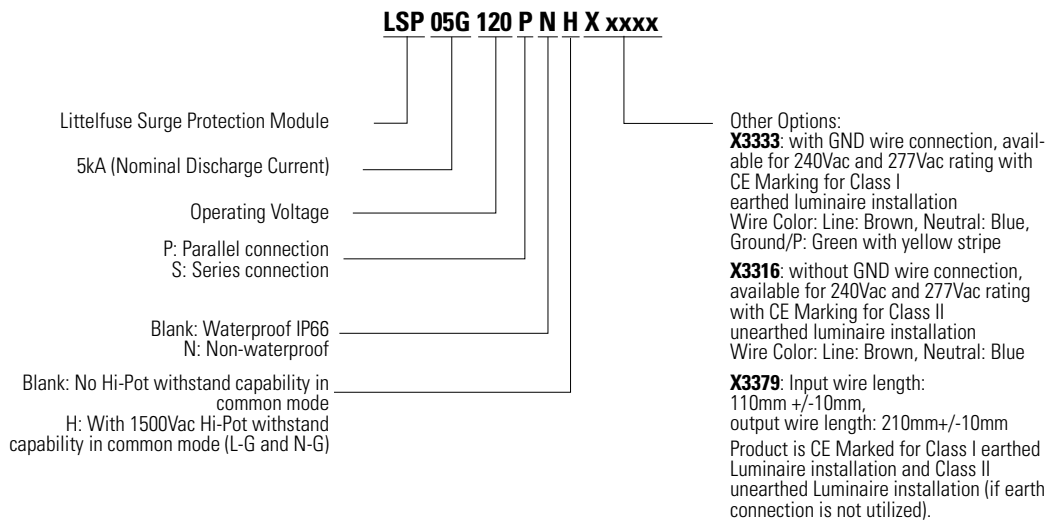 LSP 05G 120 P N H X xxxx
Littelfuse Surge Protection Module
5kA (Nominal Discharge Current)
Operating Voltage
P: Parallel connection
S: Series connection
Blank: Waterproof IP66
N: Non-waterproof
Blank: No Hi-Pot withstand capability in
common mode
H: With 1500Vac Hi-Pot withstand
capability in common mode (L-G and N-G)
Other Options:
X3333: with GND wire connection, avail-
able for 240Vac and 277Vac rating with
CE Marking for Class I
earthed luminaire installation
Wire Color: Line: Brown, Neutral: Blue,
Ground/P: Green with yellow stripe
X3316: without GND wire connection,
available for 240Vac and 277Vac rating
with CE Marking for Class II
unearthed luminaire installation
Wire Color: Line: Brown, Neutral: Blue
X3379: Input wire length:
110mm +/-10mm,
output wire length: 210mm+/-10mm
Product is CE Marked for Class I earthed
Luminaire installation and Class II
unearthed Luminaire installation (if earth
connection is not utilized).